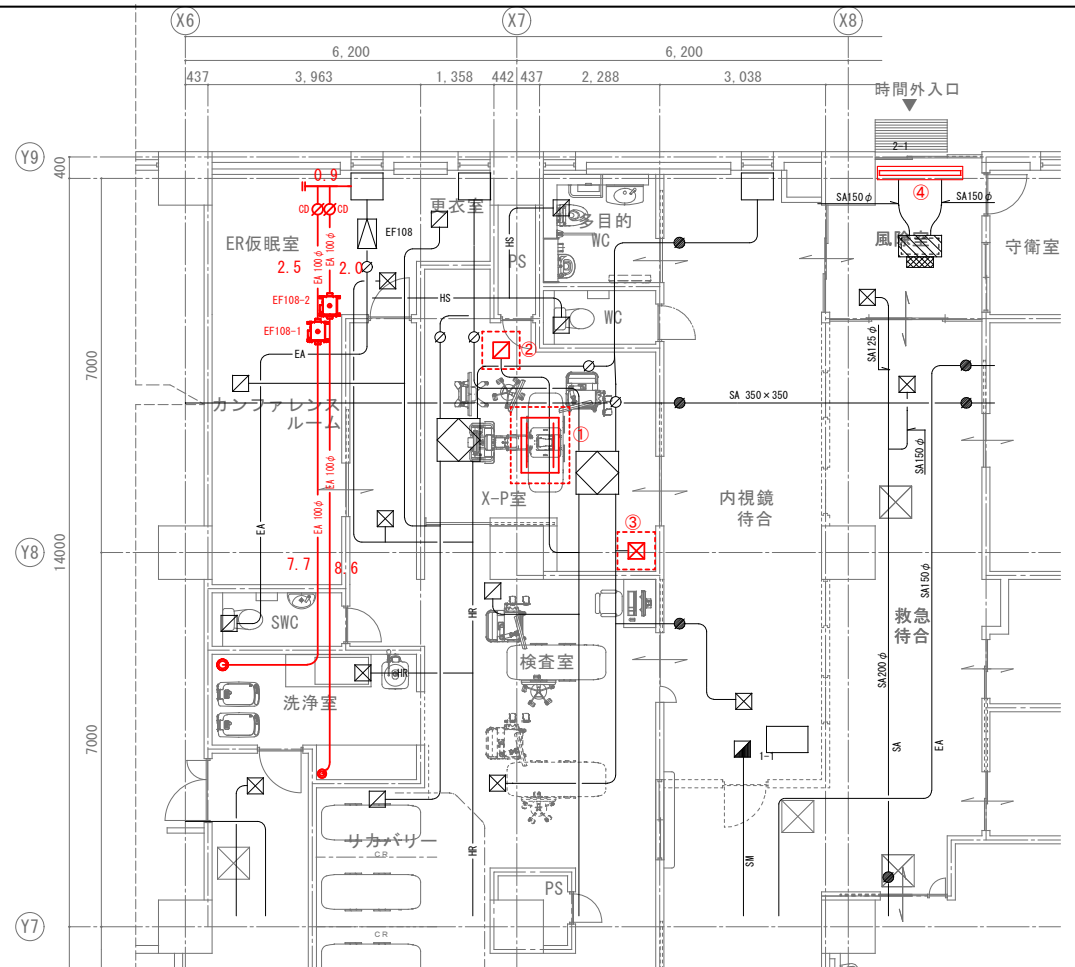 X6
X7
X8
6,200
6,200
437
3,963
1,358
442
437
2,288
3,038
時間外入口
Y9
400
2-1
0.9
④
SA150φ
SA150φ
CD
CD
更衣室
多目的
WC
EF108
ER仮眠室
風除室
守衛室
EA 100φ
EA 100φ
HS
PS
2.5
2.0
EF108-2
HS
WC
EF108-1
SA125φ
EA
②
7000
SA 350×350
カンファレンス
ルーム
①
SA150φ
EA 100φ
EA 100φ
X-P室
内視鏡
待合
③
EA
Y8
14000
7.7
8.6
SA150φ
HR
SWC
救急
待合
検査室
HR
SA200φ
洗浄室
7000
SA
EA
1-1
リカバリー
CR
HR
SM
PS
CR
Y7